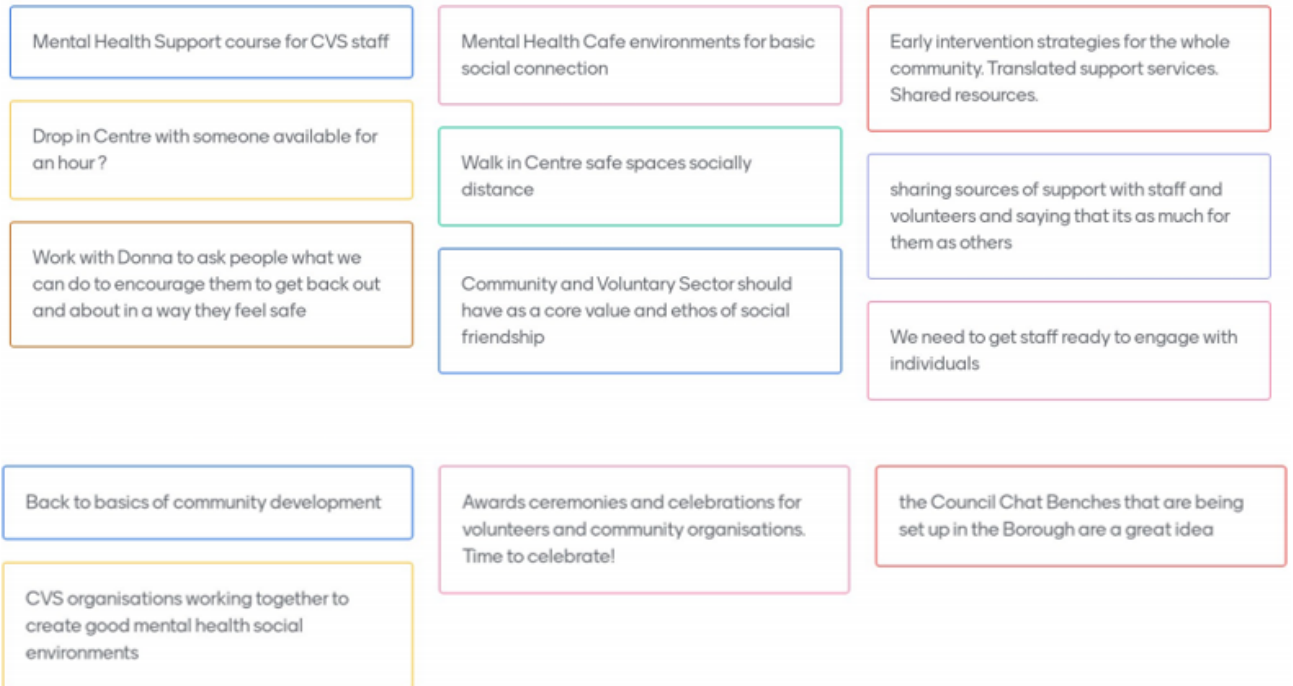 Mental Health Support course for CVS staff
Drop in Centre with someone available for
an hour ?
Work with Donna to ask people what we
can do to encourage them to get back out
and about in a way they feel safe
Mental Health Cafe environments for basic
social connection
Walk in Centre safe spaces socially
distance
Community and Voluntary Sector should
have as a core value and ethos of social
friendship
Early intervention strategies for the whole
community. Translated support services.
Shared resources.
sharing sources of support with staff and
volunteers and saying that its as much for
them as others
We need to get staff ready to engage with
individuals
Back to basics of community development
CVS organisations working together to
create good mental health social
environments
Awards ceremonies and celebrations for
volunteers and community organisations.
Time to celebrate!
the Council Chat Benches that are being
set up in the Borough are a great idea